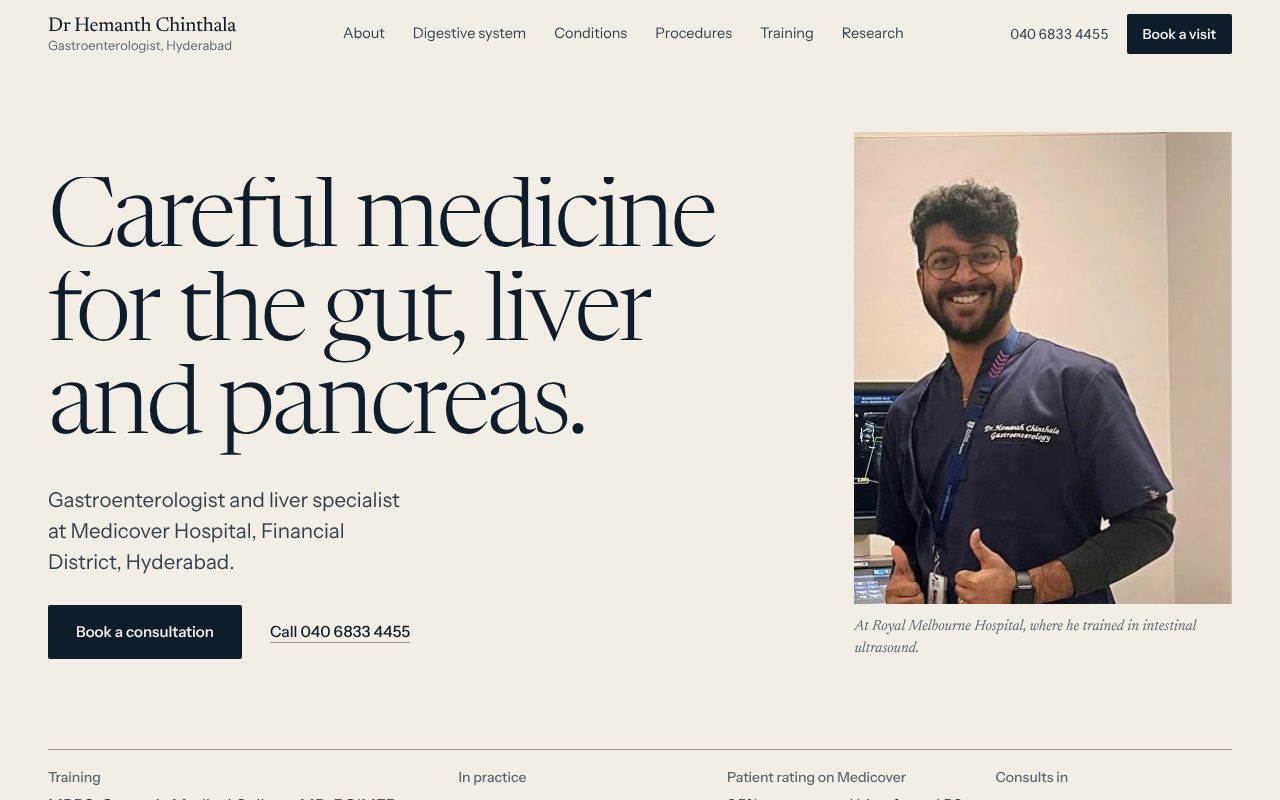 Dr Hemanth Chinthala
Gastroenterologist, Hyderabad
About Digestive system Conditions Procedures Training Research
040 6833 4455 Book a visit
Careful medicine
for the gut, liver
and pancreas.
Gastroenterologist and liver specialist
at Medicover Hospital, Financial
District, Hyderabad.
Book a consultation Call 040 6833 4455
Dr. Hemanth Chinthala
Gastroenterology
At Royal Melbourne Hospital, where he trained in intestinal
ultrasound.
Training In practice Patient rating on Medicover Consults in